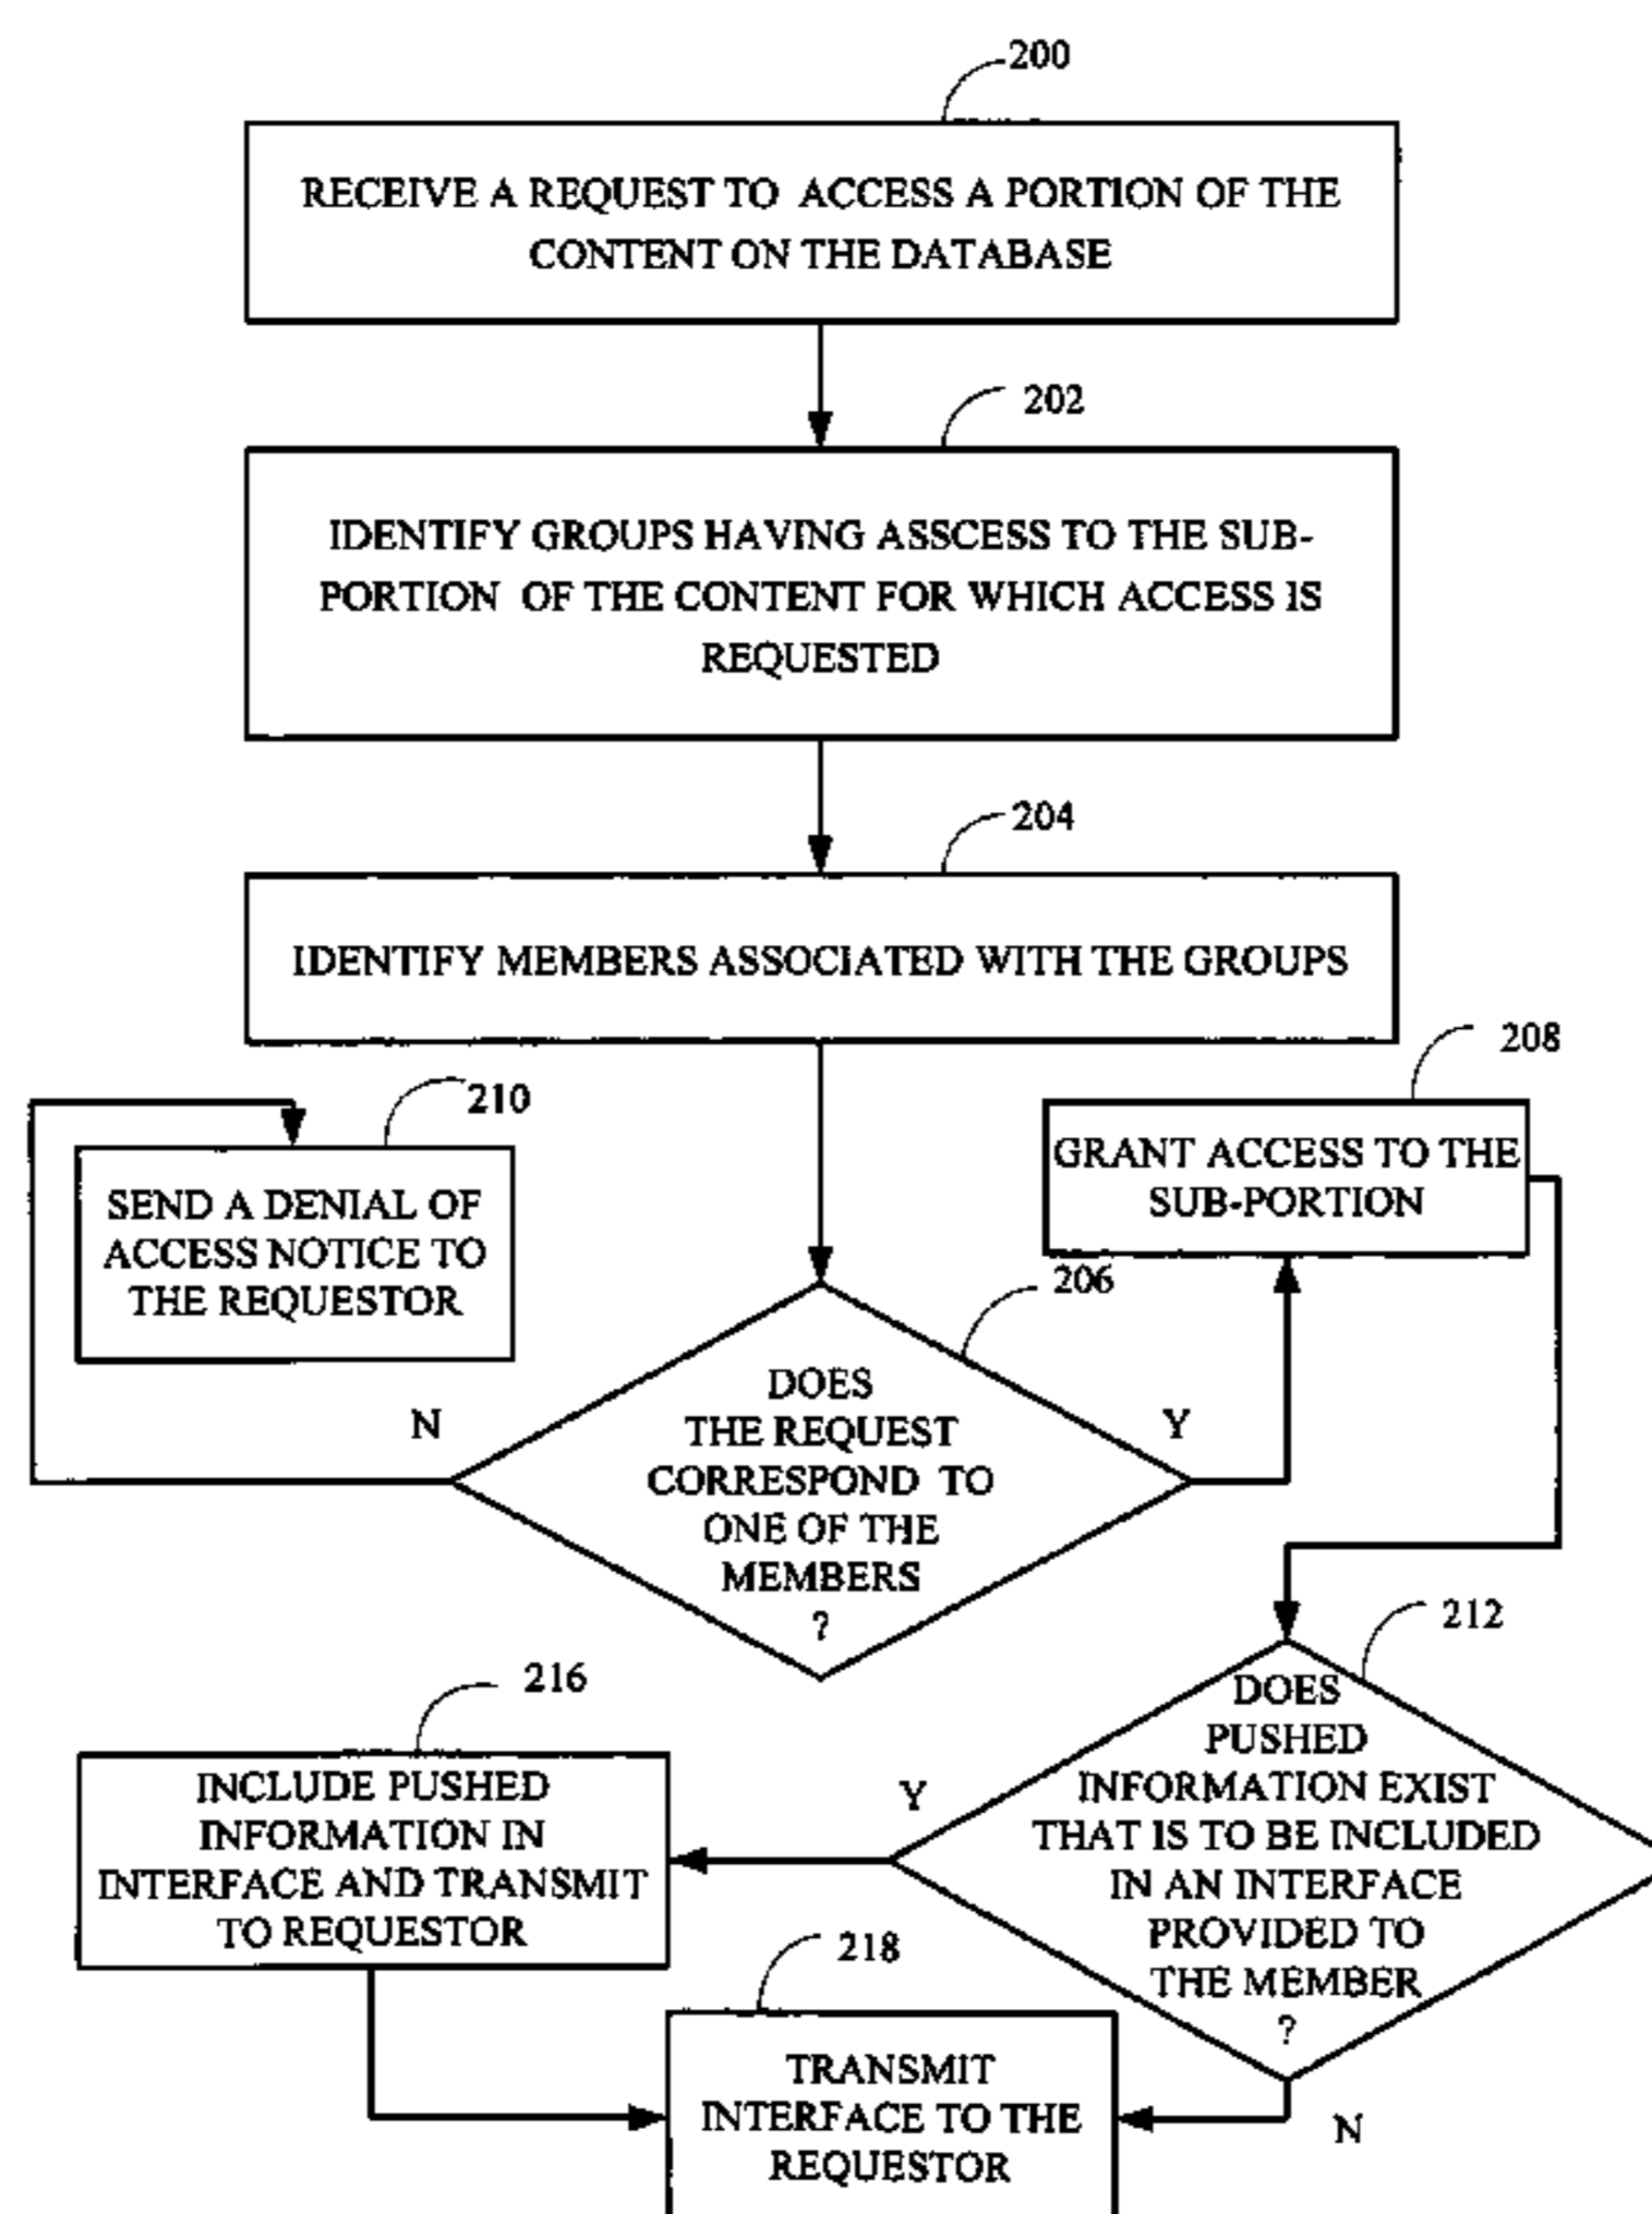 200
RECEIVE A REQUEST TO ACCESS A PORTION OF THE
CONTENT ON THE DATABASE
202
IDENTIFY GROUPS HAVING ASSCESS TO THE SUB-
PORTION OF THE CONTENT FOR WHICH ACCESS IS
REQUESTED
204
IDENTIFY MEMBERS ASSOCIATED WITH THE GROUPS
208
GRANT ACCESS TO THE
SUB-PORTION
210
SEND A DENIAL OF
ACCESS NOTICE TO
THE REQUESTOR
206
DOES
THE REQUEST
CORRESPOND TO
ONE OF THE
MEMBERS
?
N
Y
212
DOES
PUSHED
INFORMATION EXIST
THAT IS TO BE INCLUDED
IN AN INTERFACE
PROVIDED TO
THE MEMBER
?
Y
N
216
INCLUDE PUSHED
INFORMATION IN
INTERFACE AND TRANSMIT
TO REQUESTOR
218
TRANSMIT
INTERFACE TO THE
REQUESTOR